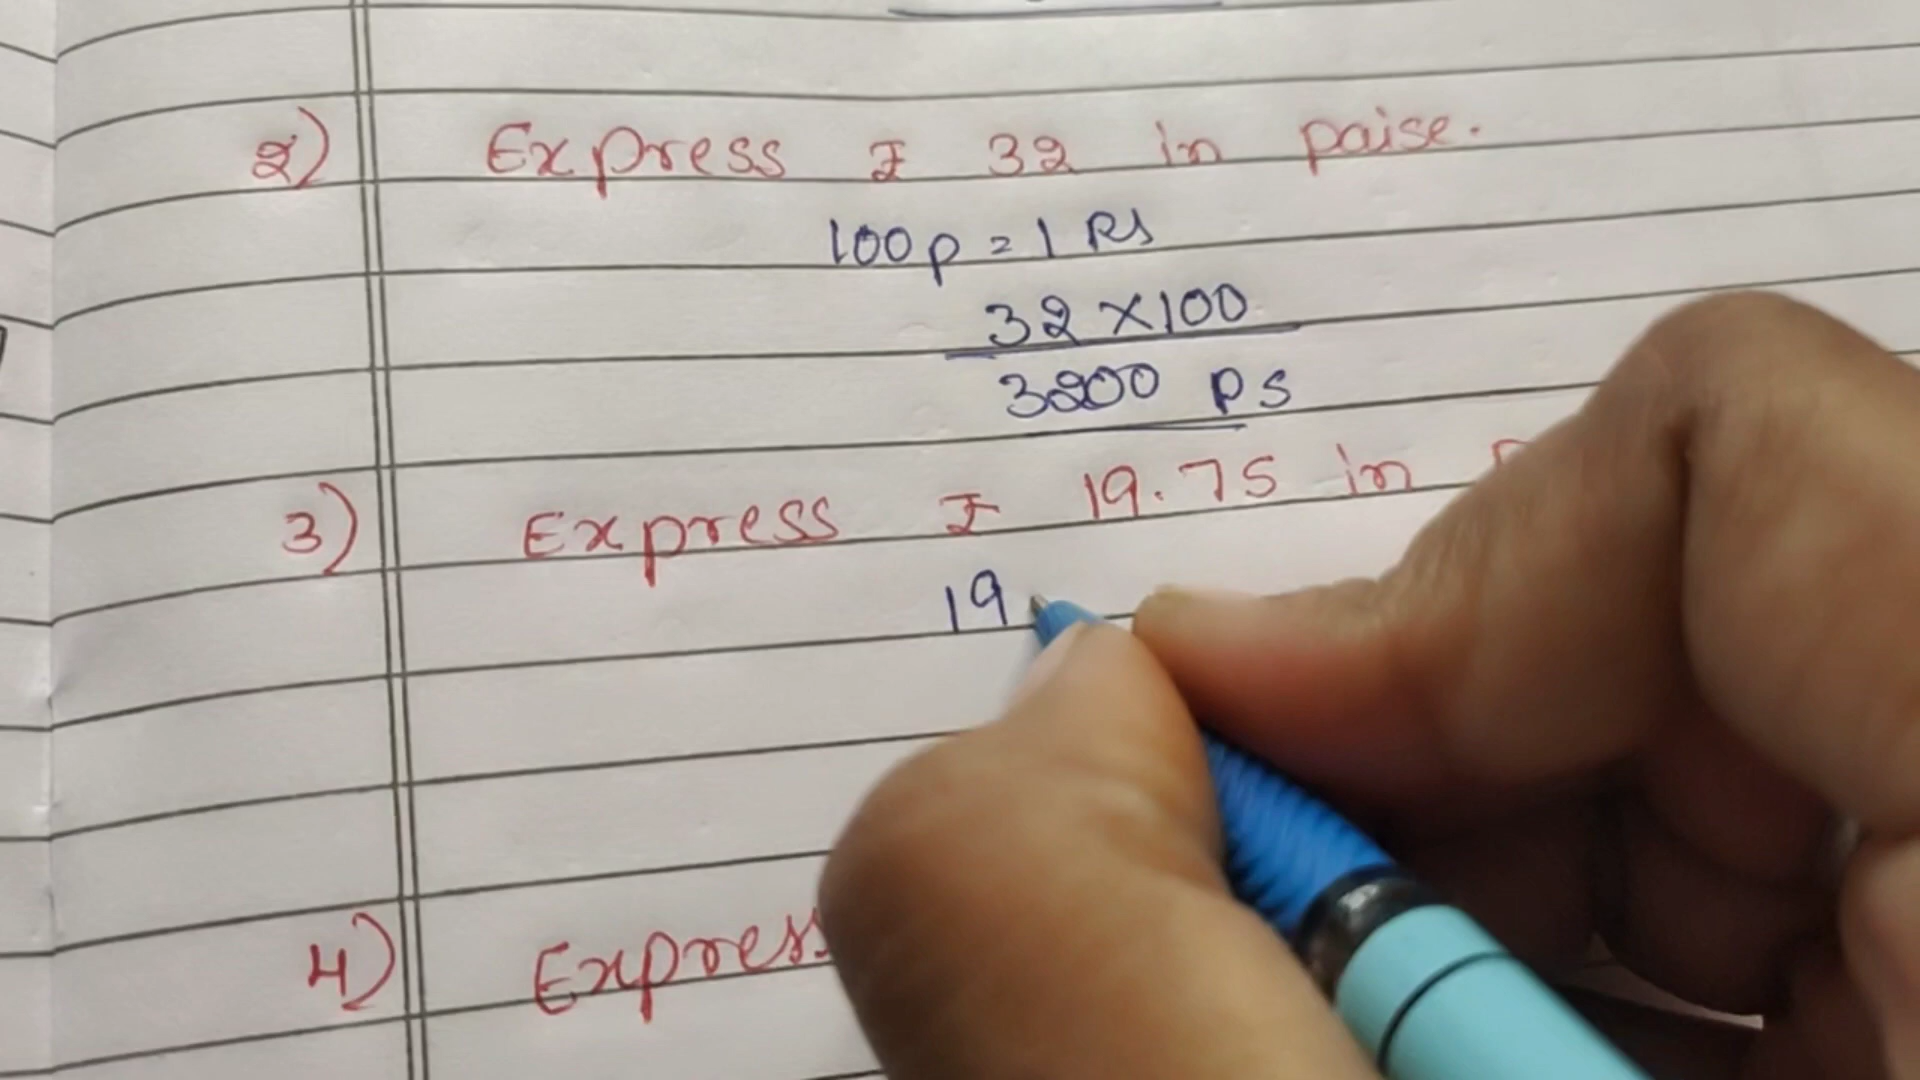 2) Express ₹ 32 in paise.
100p = 1 Rs
32 × 100
3200 ps
3) Express ₹ 19.75 in
19
4) Express